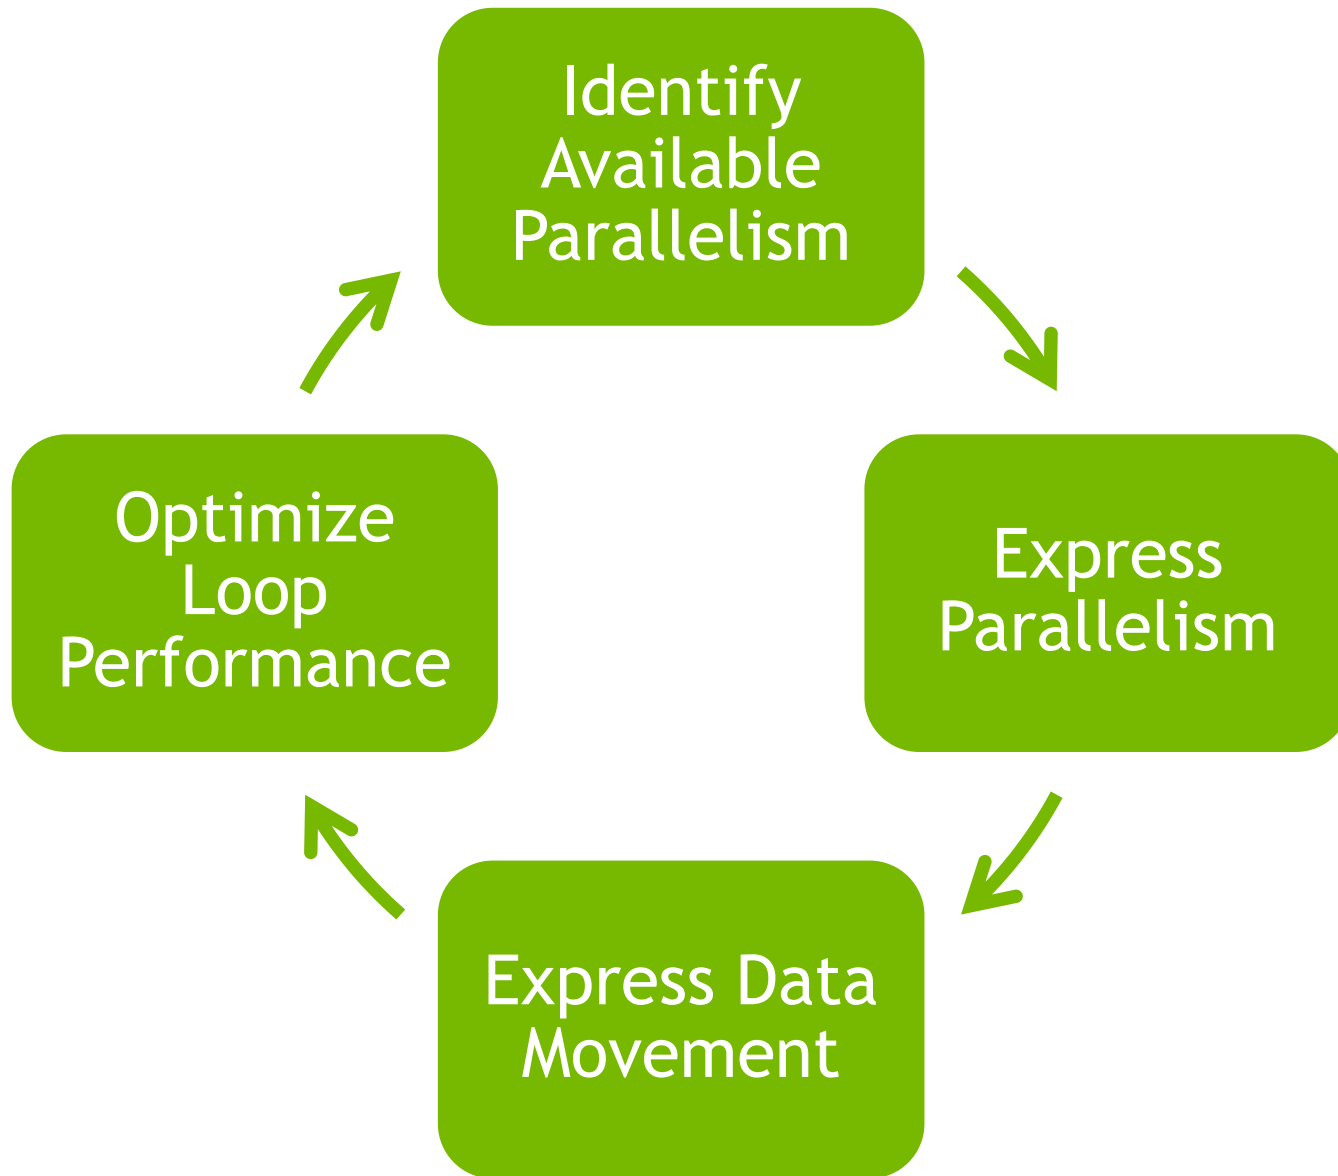 Identify
Available
Parallelism
Express
Parallelism
Express Data
Movement
Optimize
Loop
Performance